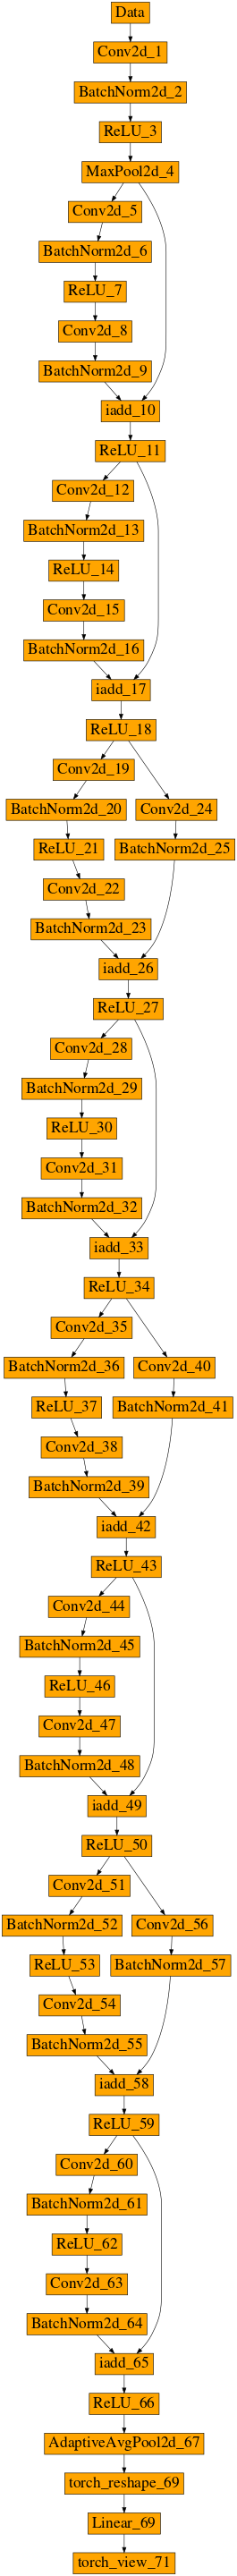 Data
Conv2d_1
BatchNorm2d_2
ReLU_3
MaxPool2d_4
Conv2d_5
BatchNorm2d_6
ReLU_7
Conv2d_8
BatchNorm2d_9
iadd_10
ReLU_11
Conv2d_12
BatchNorm2d_13
ReLU_14
Conv2d_15
BatchNorm2d_16
iadd_17
ReLU_18
Conv2d_19
BatchNorm2d_20 Conv2d_24
ReLU_21 BatchNorm2d_25
Conv2d_22
BatchNorm2d_23
iadd_26
ReLU_27
Conv2d_28
BatchNorm2d_29
ReLU_30
Conv2d_31
BatchNorm2d_32
iadd_33
ReLU_34
Conv2d_35
BatchNorm2d_36 Conv2d_40
ReLU_37 BatchNorm2d_41
Conv2d_38
BatchNorm2d_39
iadd_42
ReLU_43
Conv2d_44
BatchNorm2d_45
ReLU_46
Conv2d_47
BatchNorm2d_48
iadd_49
ReLU_50
Conv2d_51
BatchNorm2d_52 Conv2d_56
ReLU_53 BatchNorm2d_57
Conv2d_54
BatchNorm2d_55
iadd_58
ReLU_59
Conv2d_60
BatchNorm2d_61
ReLU_62
Conv2d_63
BatchNorm2d_64
iadd_65
ReLU_66
AdaptiveAvgPool2d_67
torch_reshape_69
Linear_69
torch_view_71